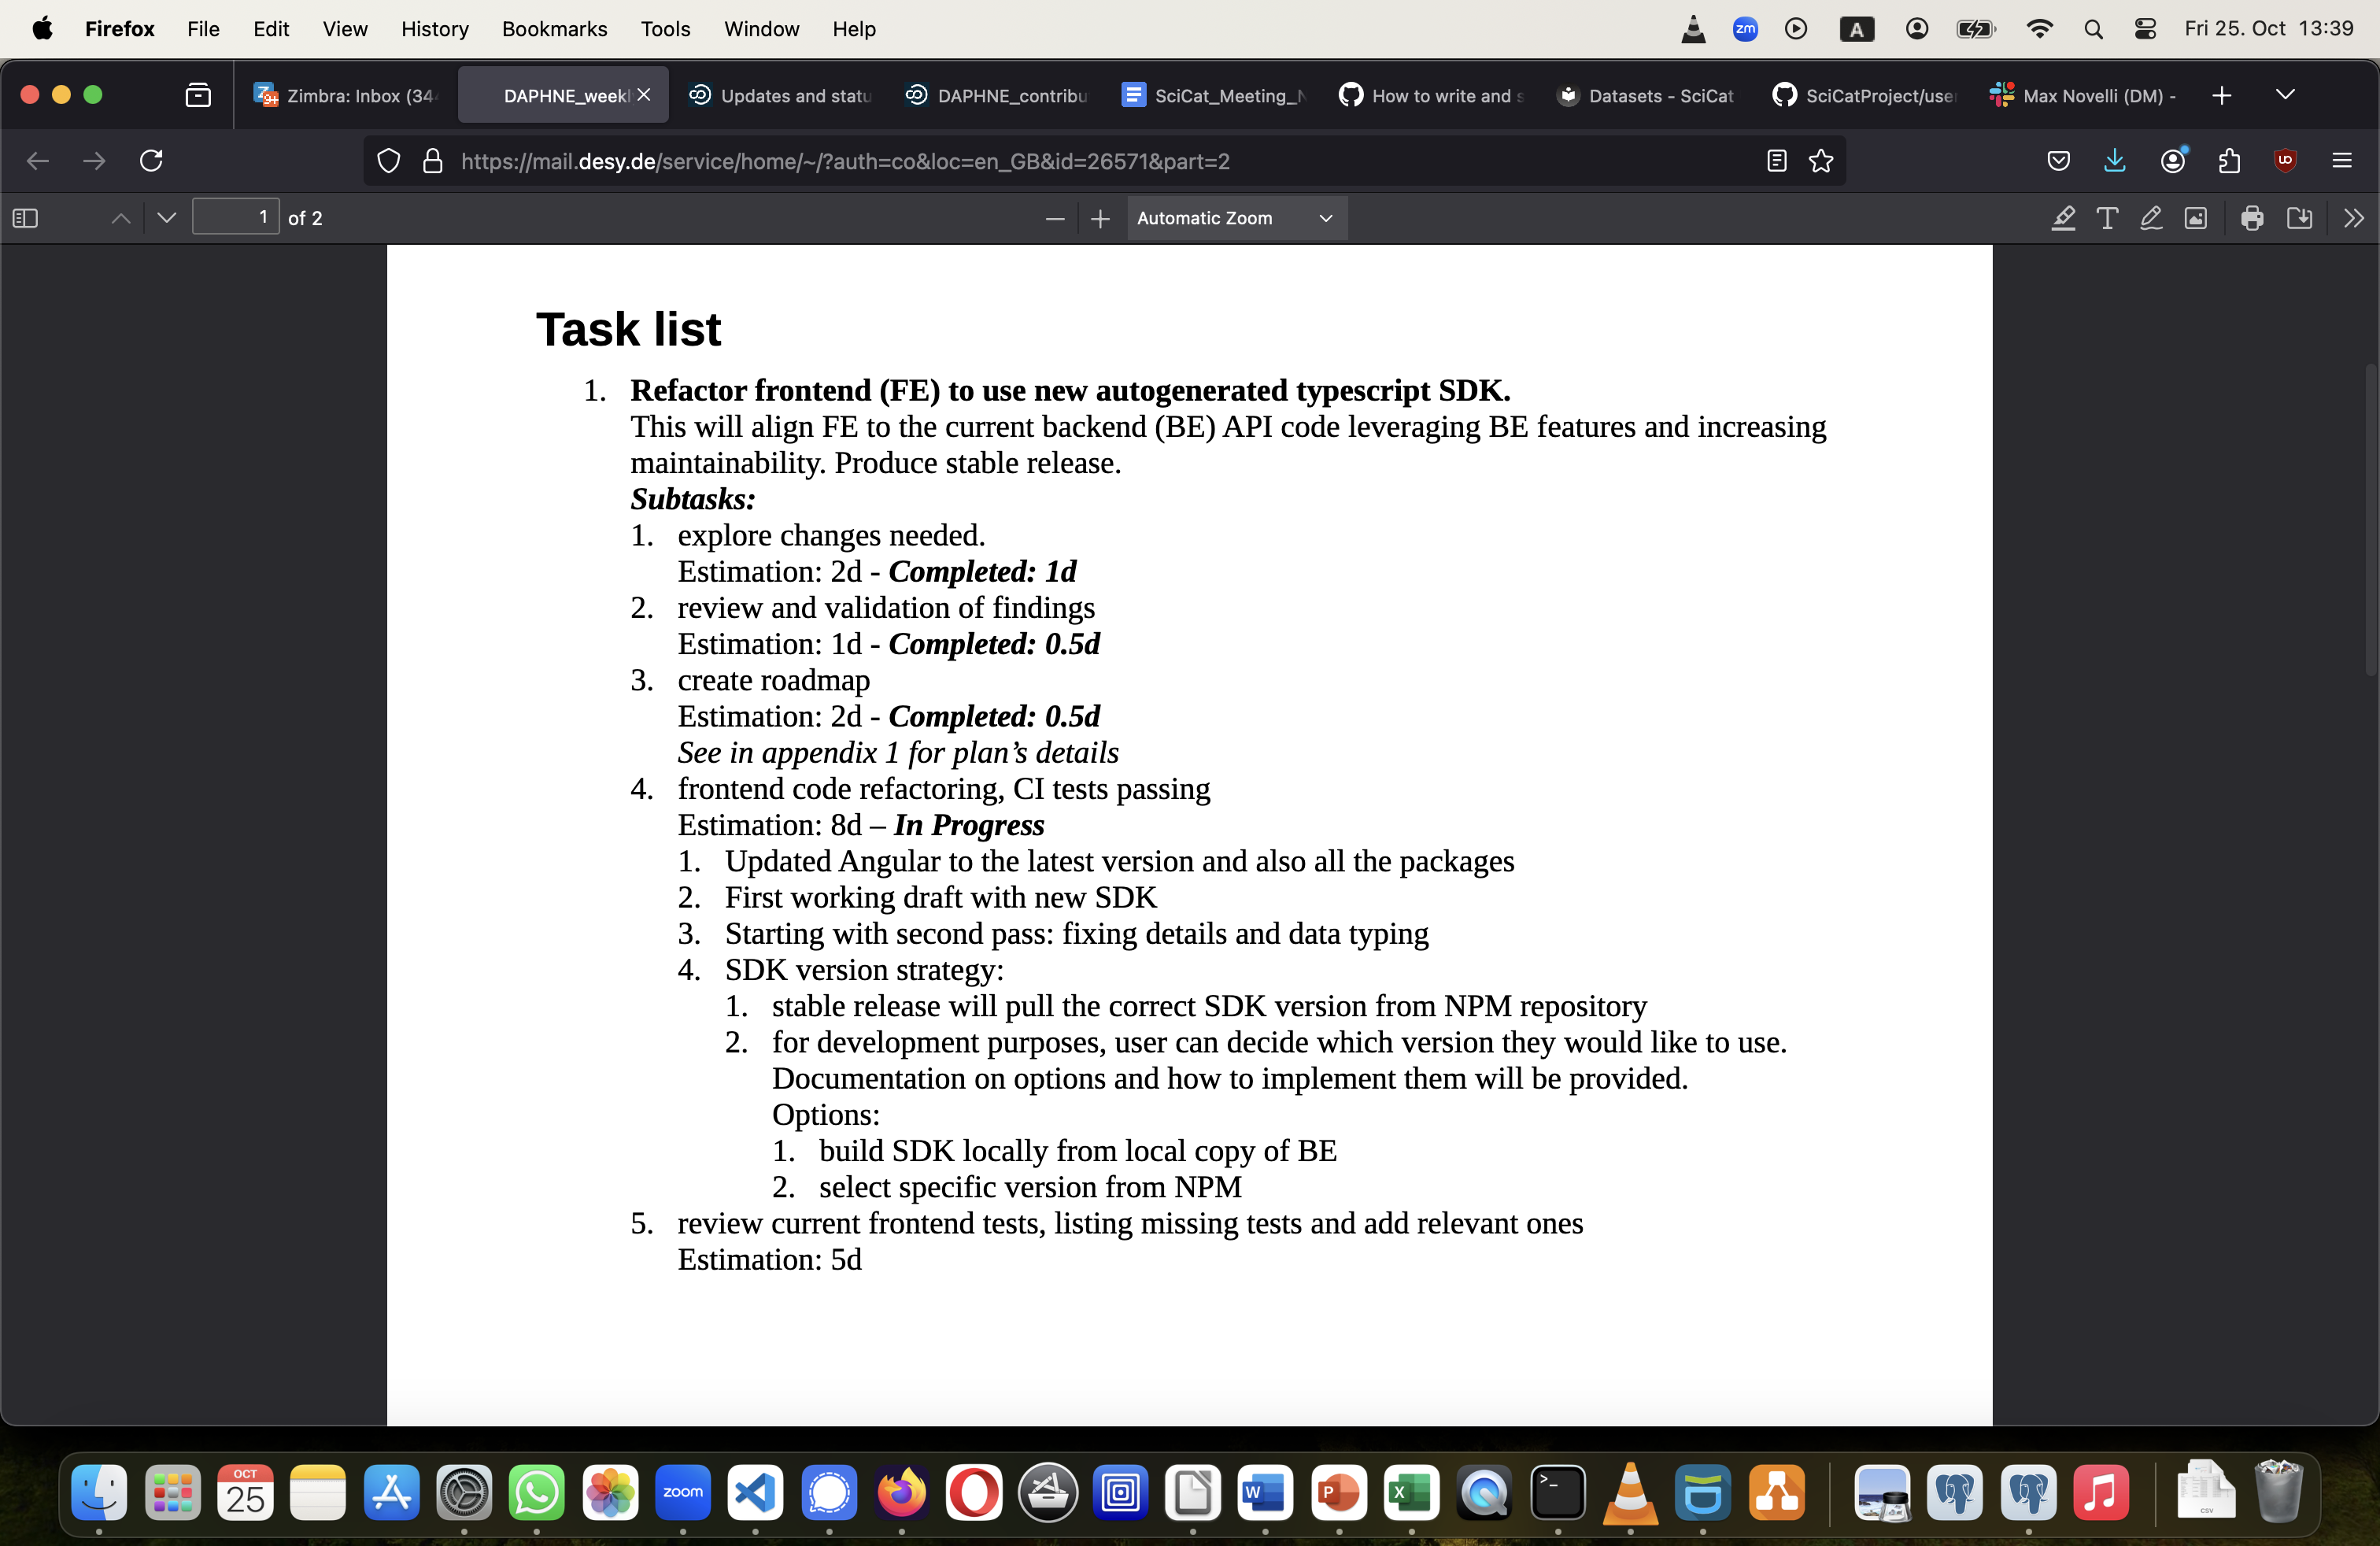 Firefox File Edit View History Bookmarks Tools Window Help zm A Fri 25. Oct 13:39
Zimbra: Inbox (34 DAPHNE_week Updates and statu DAPHNE_contribu SciCat_Meeting_N How to write and s Datasets - SciCat SciCatProject/use Max Novelli (DM) -
https://mail.desy.de/service/home/~/?auth=co&loc=en_GB&id=26571&part=2
1 of 2 Automatic Zoom
Task list
1. Refactor frontend (FE) to use new autogenerated typescript SDK.
This will align FE to the current backend (BE) API code leveraging BE features and increasing
maintainability. Produce stable release.
Subtasks:
1. explore changes needed.
Estimation: 2d - Completed: 1d
2. review and validation of findings
Estimation: 1d - Completed: 0.5d
3. create roadmap
Estimation: 2d - Completed: 0.5d
See in appendix 1 for plan’s details
4. frontend code refactoring, CI tests passing
Estimation: 8d – In Progress
1. Updated Angular to the latest version and also all the packages
2. First working draft with new SDK
3. Starting with second pass: fixing details and data typing
4. SDK version strategy:
1. stable release will pull the correct SDK version from NPM repository
2. for development purposes, user can decide which version they would like to use.
Documentation on options and how to implement them will be provided.
Options:
1. build SDK locally from local copy of BE
2. select specific version from NPM
5. review current frontend tests, listing missing tests and add relevant ones
Estimation: 5d
OCT
25
zoom
W
P
X
CSV